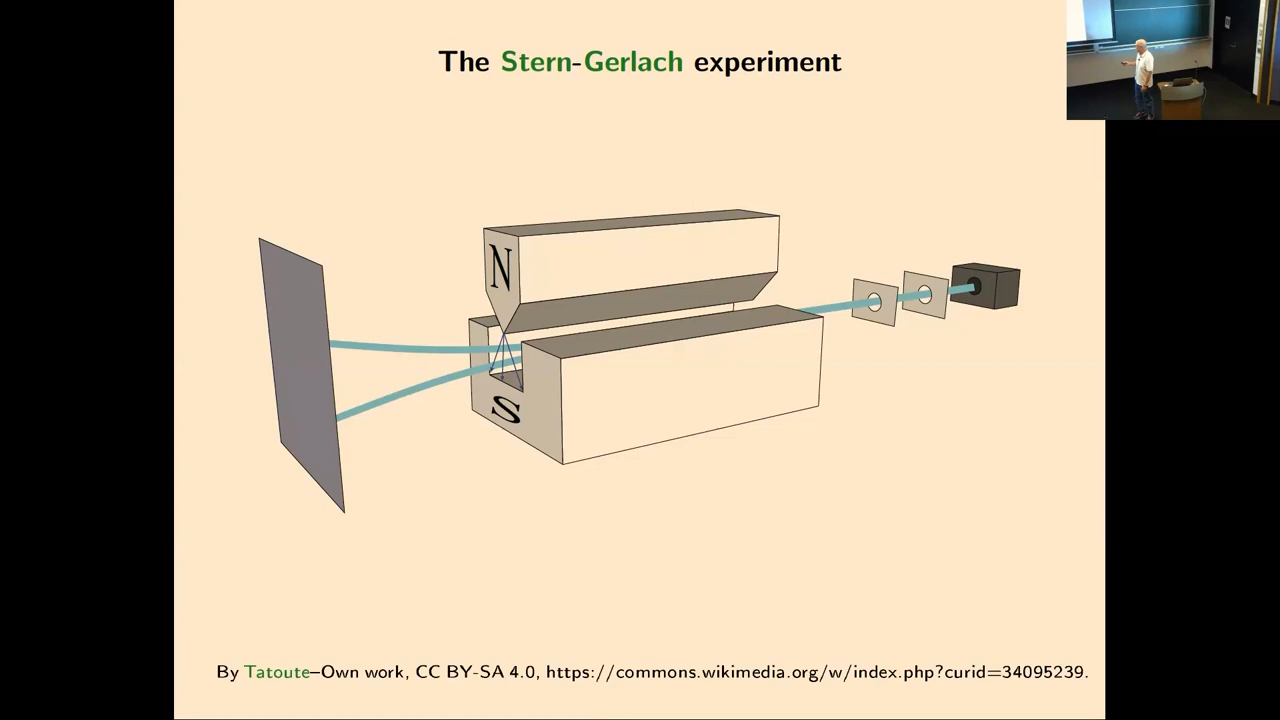 The Stern-Gerlach experiment
N
S
By Tatoute–Own work, CC BY-SA 4.0, https://commons.wikimedia.org/w/index.php?curid=34095239.